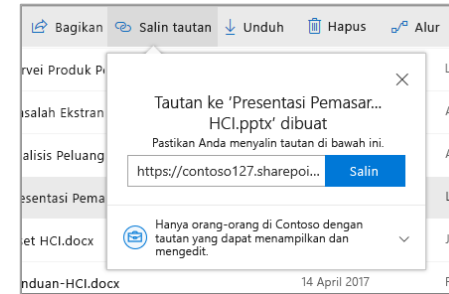 Bagikan Salin tautan Unduh Hapus Alur
rvei Produk P
Tautan ke 'Presentasi Pemasar...
asalah Ekstran
HCI.pptx' dibuat
Pastikan Anda menyalin tautan di bawah ini.
alisis Peluang
https://contoso127.sharepoi... Salin
esentasi Pema
Hanya orang-orang di Contoso dengan
et HCI.docx tautan yang dapat menampilkan dan
mengedit.
nduan-HCI.docx 14 April 2017